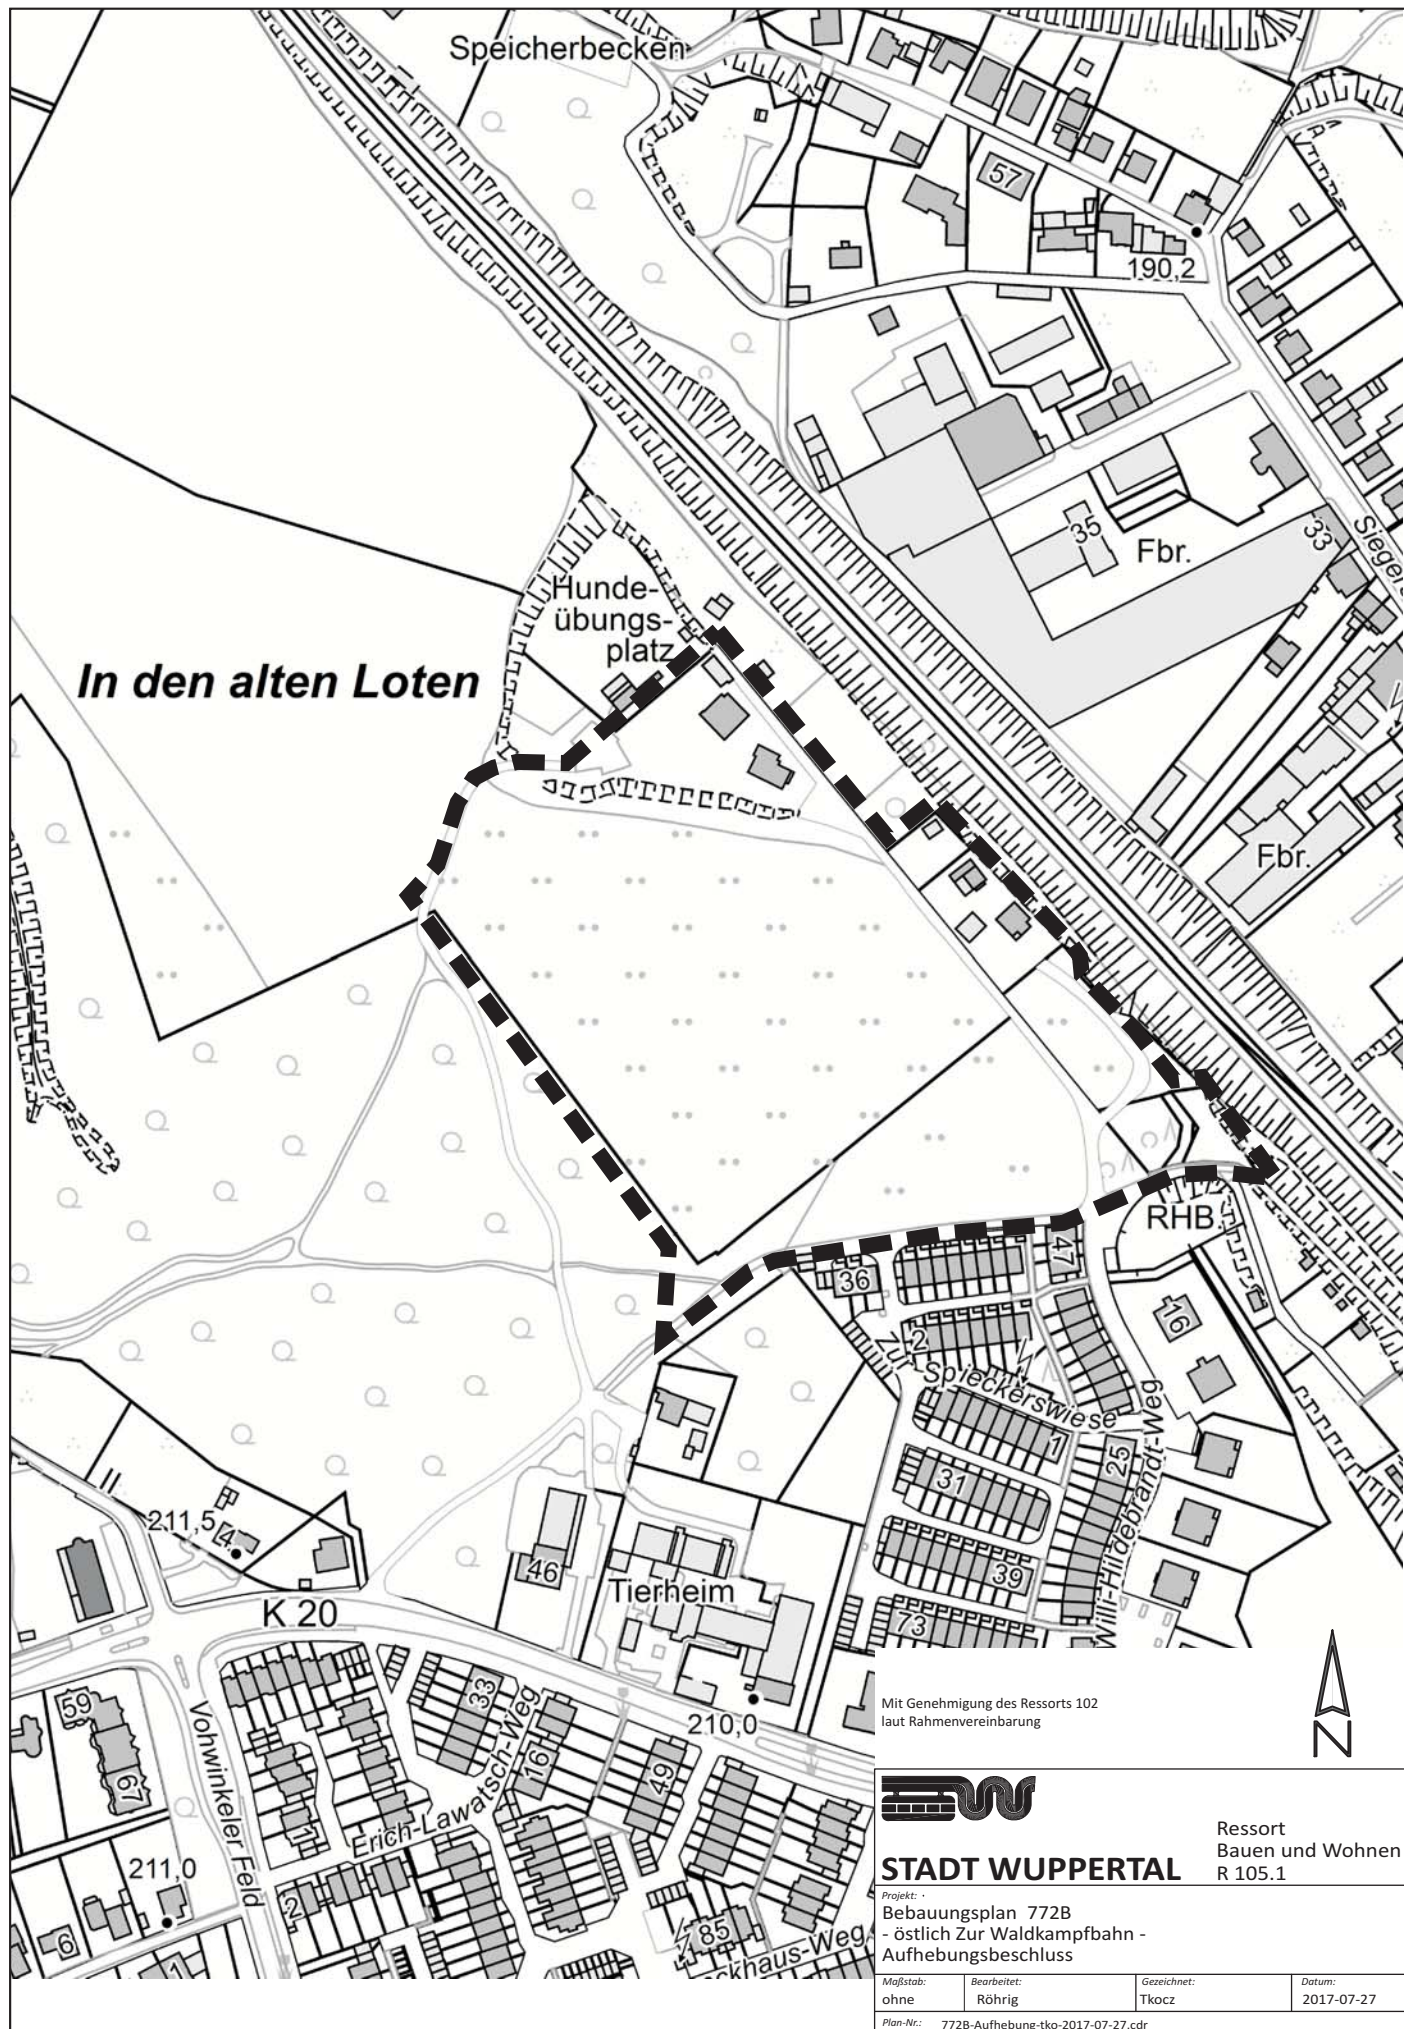 Speicherbecken
57
190,2
35
Fbr.
33
Hunde-
übungs-
platz
In den alten Loten
Fbr.
RHB.
47
36
16
2
Zur Spieckerswiese
1
25
31
Willi-Hildebrandt-Weg
39
73
211,5
4
46
Tierheim
K 20
59
67
Vohwinkeler Feld
33
Erich-Lawatsch-Weg
16
1
49
210,0
211,0
2
6
1
85
Mit Genehmigung des Ressorts 102
laut Rahmenvereinbarung
N
STADT WUPPERTAL
Ressort
Bauen und Wohnen
R 105.1
Projekt:
Bebauungsplan 772B
- östlich Zur Waldkampfbahn -
Aufhebungsbeschluss
Maßstab:
ohne
Bearbeitet:
Röhrig
Gezeichnet:
Tkocz
Datum:
2017-07-27
Plan-Nr.: 772B-Aufhebung-tko-2017-07-27.cdr